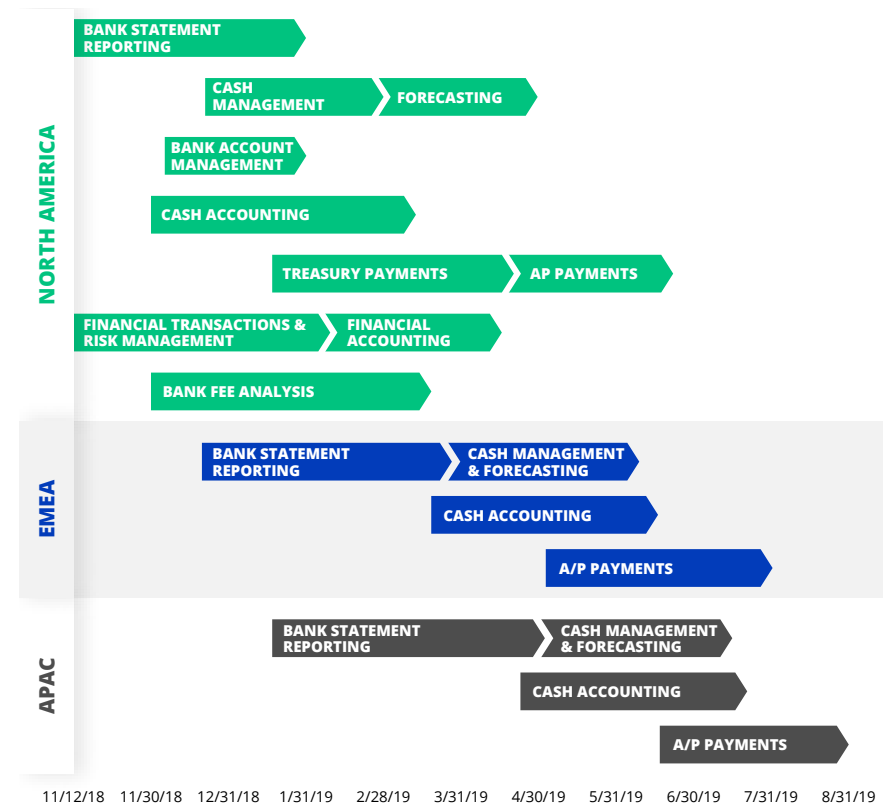 NORTH AMERICA
BANK STATEMENT
REPORTING
CASH
MANAGEMENT
FORECASTING
BANK ACCOUNT
MANAGEMENT
CASH ACCOUNTING
TREASURY PAYMENTS
AP PAYMENTS
FINANCIAL TRANSACTIONS &
RISK MANAGEMENT
FINANCIAL
ACCOUNTING
BANK FEE ANALYSIS
EMEA
BANK STATEMENT
REPORTING
CASH MANAGEMENT
& FORECASTING
CASH ACCOUNTING
A/P PAYMENTS
APAC
BANK STATEMENT
REPORTING
CASH MANAGEMENT
& FORECASTING
CASH ACCOUNTING
A/P PAYMENTS
11/12/18 11/30/18 12/31/18 1/31/19 2/28/19 3/31/19 4/30/19 5/31/19 6/30/19 7/31/19 8/31/19